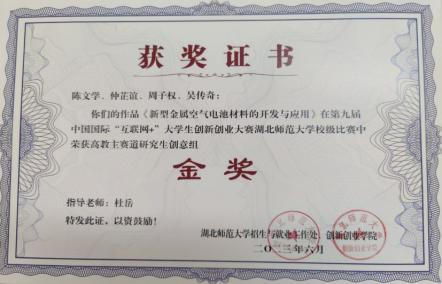 获奖证书
陈文学、仲芷谊、周子权、吴传奇：
你们的作品《新型金属空气电池材料的开发与应用》在第九届
中国国际“互联网+”大学生创新创业大赛湖北师范大学校级比赛中
荣获高教主赛道研究生创意组
金奖
指导老师：杜岳
特发此证，以资鼓励！
湖北师范大学招生与就业工作处、创新创业学院
二〇二三年六月